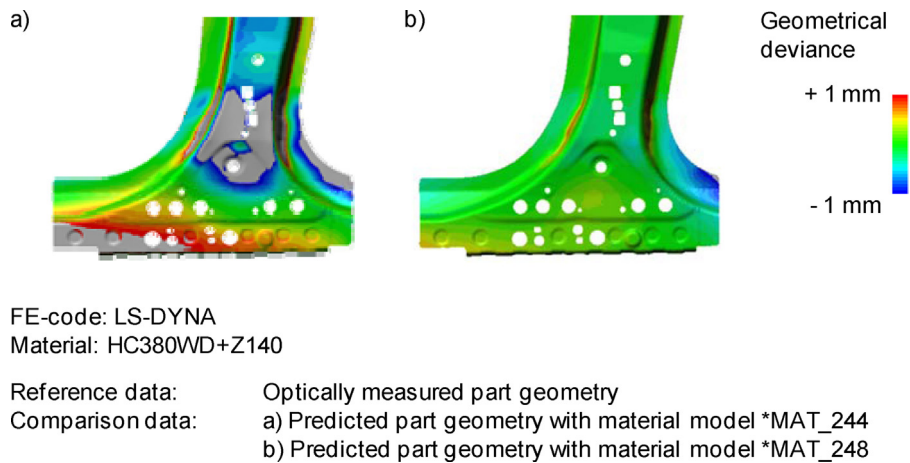 a)
b)
Geometrical
deviance
+ 1 mm
- 1 mm
FE-code: LS-DYNA
Material: HC380WD+Z140
Reference data: Optically measured part geometry
Comparison data: a) Predicted part geometry with material model *MAT_244
b) Predicted part geometry with material model *MAT_248